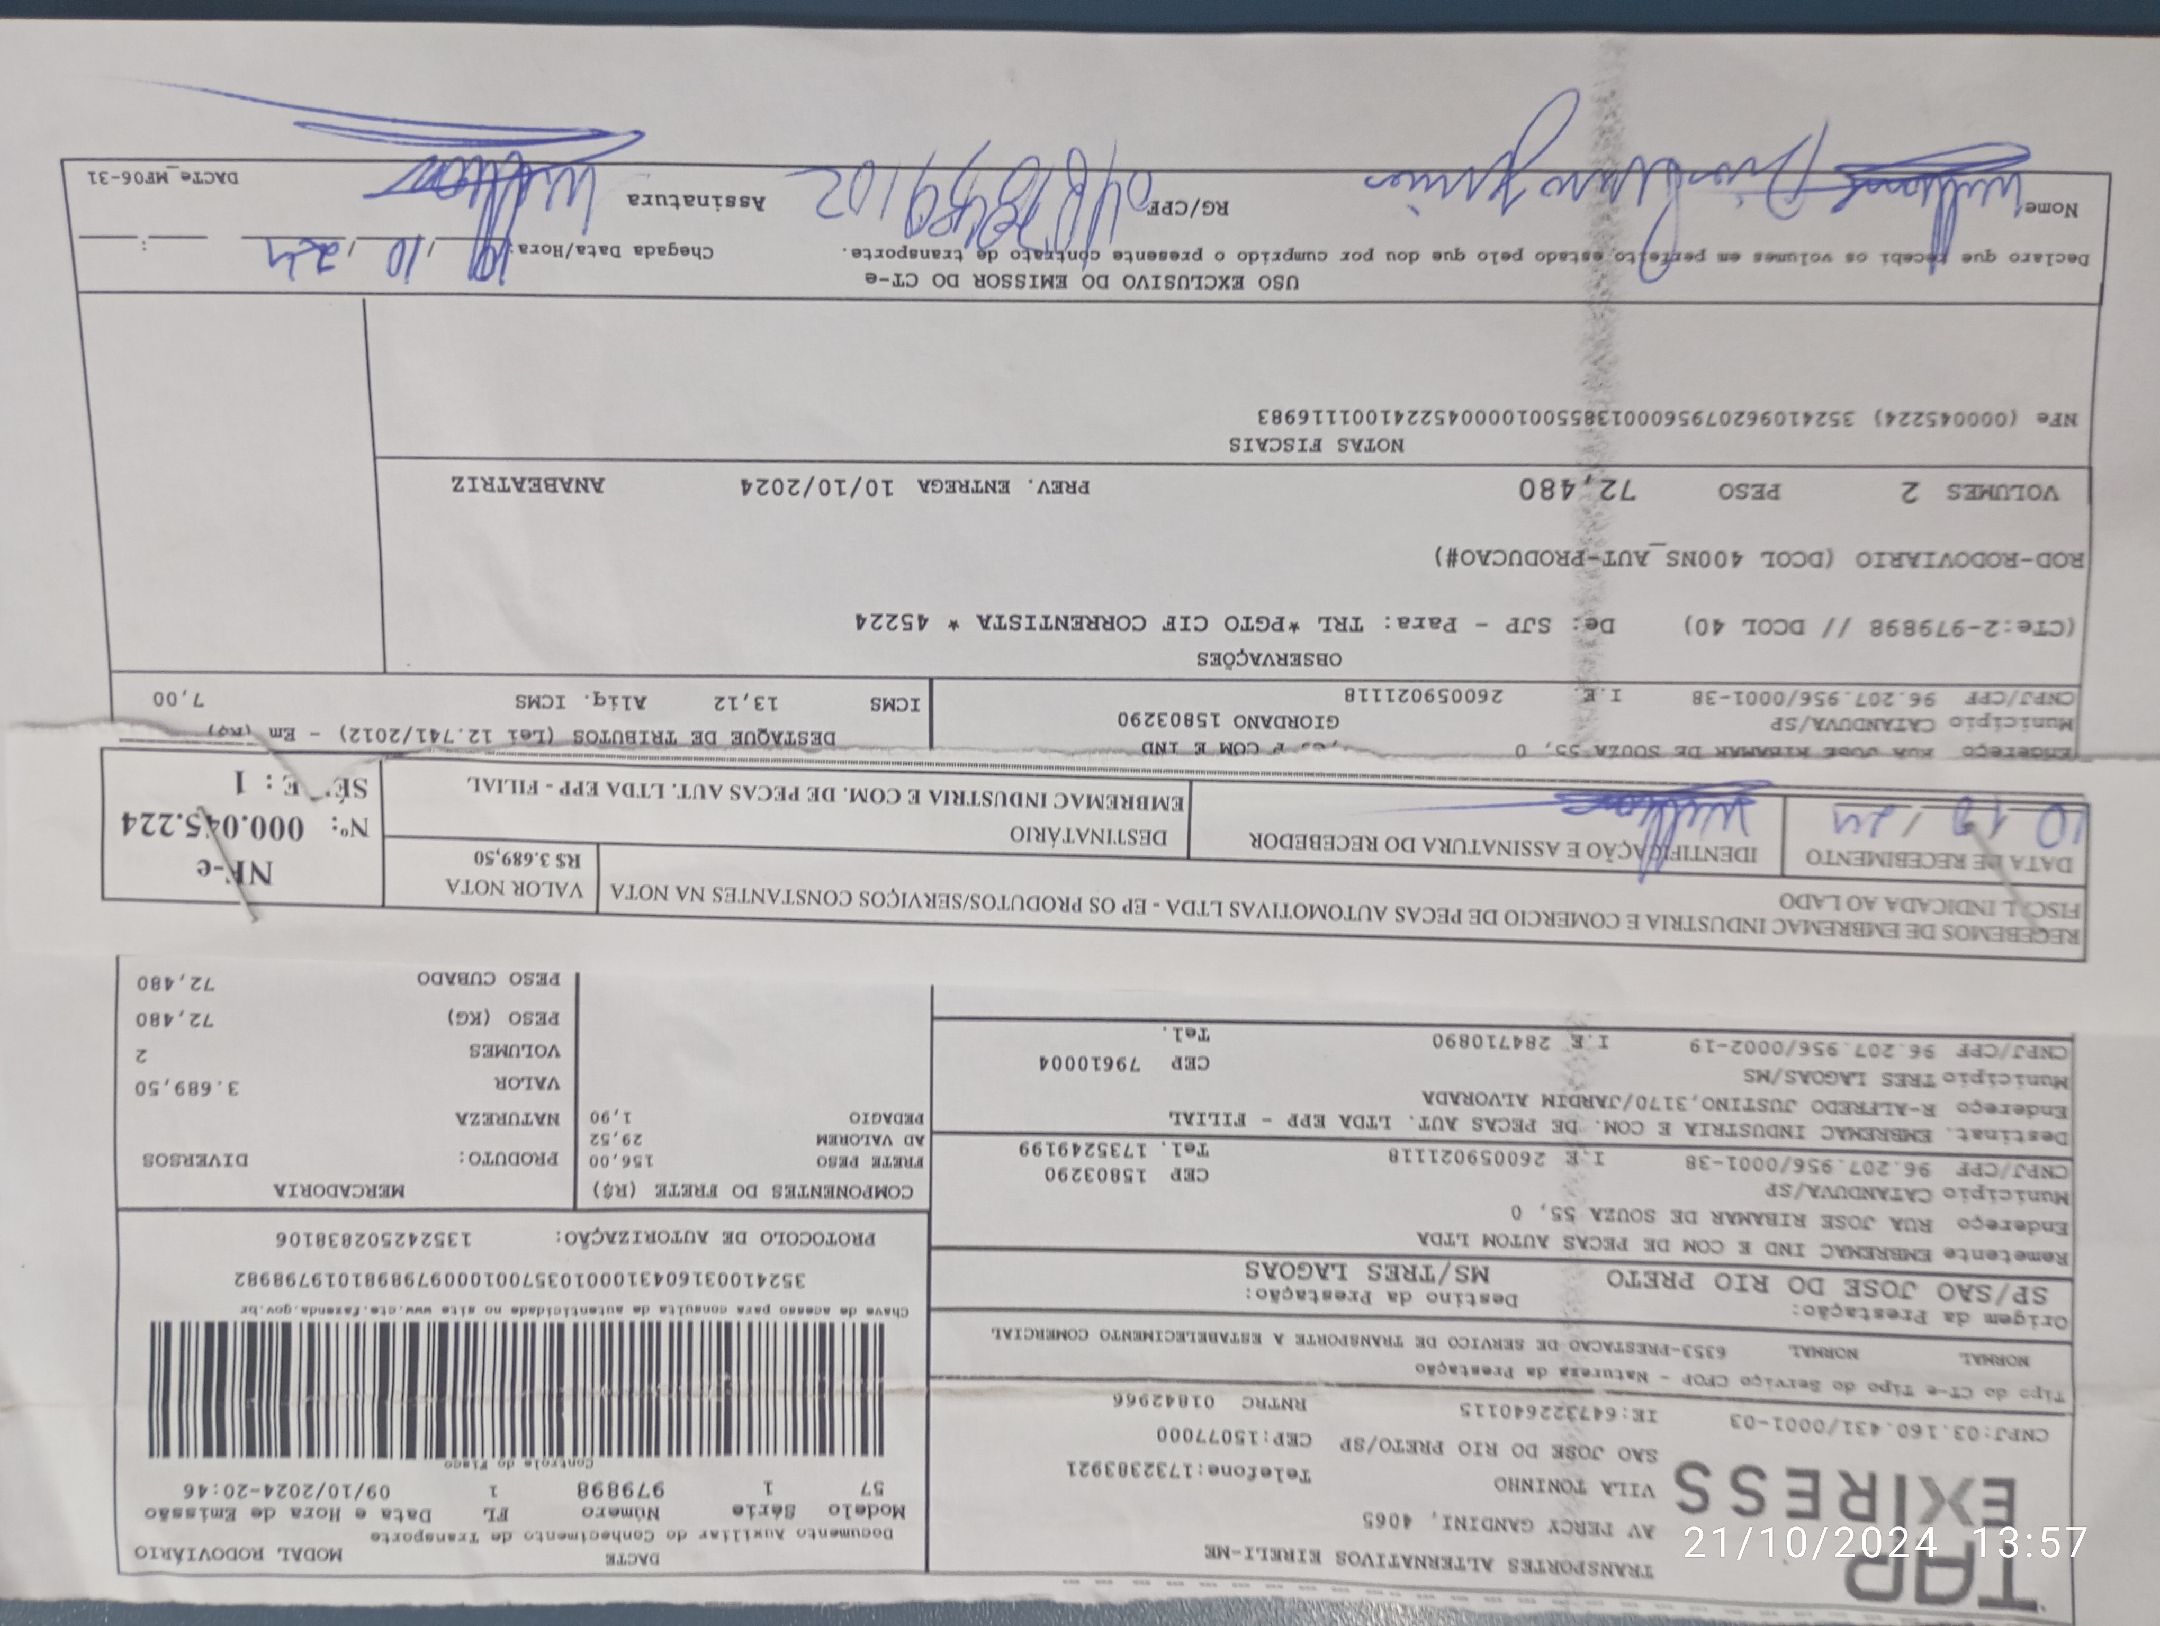 TAP
EXIRESS
TRANSPORTES ALTERNATIVOS EIRELI-ME
AV PERCY GANDINI, 4065
VILA TONINHO Telefone:1732383921
SAO JOSE DO RIO PRETO/SP CEP:15077000
CNPJ:03.160.431/0001-03 IE:647322640115 RNTRC 01842966
DACTE MODAL RODOVIÁRIO
Documento Auxiliar do Conhecimento de Transporte
Modelo Série Número FL Data e Hora de Emissão
57 1 979898 1 09/10/2024-20:46
Controle do Fisco
Tipo do CT-e Tipo do Serviço CFOP - Natureza da Prestação
NORMAL NORMAL 6353-PRESTACAO DE SERVICO DE TRANSPORTE A ESTABELECIMENTO COMERCIAL
Chave de acesso para consulta de autenticidade no site www.cte.fazenda.gov.br
35241003160431000103570010009798981019798982
Origem da Prestação: Destino da Prestação:
SP/SAO JOSE DO RIO PRETO MS/TRES LAGOAS
PROTOCOLO DE AUTORIZAÇÃO: 135242502838106
Remetente EMBREMAC IND E COM DE PECAS AUTOM LTDA
Endereço RUA JOSE RIBAMAR DE SOUZA 55, 0
Município CATANDUVA/SP CEP 15803290
CNPJ/CPF 96.207.956/0001-38 I.E 260059021118 Tel. 1735249199
Destinat. EMBREMAC INDUSTRIA E COM. DE PECAS AUT. LTDA EPP - FILIAL
Endereço R-ALFREDO JUSTINO,3170/JARDIM ALVORADA
Município TRES LAGOAS/MS CEP 79610004
CNPJ/CPF 96.207.956/0002-19 I.E 284710890 Tel.
COMPONENTES DO FRETE (R$)
FRETE PESO 156,00
AD VALOREM 29,52
PEDAGIO 1,90
MERCADORIA
PRODUTO: DIVERSOS
NATUREZA
VALOR 3.689,50
VOLUMES 2
PESO (KG) 72,480
PESO CUBADO 72,480
RECEBEMOS DE EMBREMAC INDUSTRIA E COMERCIO DE PECAS AUTOMOTIVAS LTDA - EP OS PRODUTOS/SERVIÇOS CONSTANTES NA NOTA
FISCAL INDICADA AO LADO
VALOR NOTA
R$ 3.689,50
NF-e
Nº: 000.045.224
SÉRIE: 1
DATA DE RECEBIMENTO
10 / 19 / 24
IDENTIFICAÇÃO E ASSINATURA DO RECEBEDOR
DESTINATÁRIO
EMBREMAC INDUSTRIA E COM. DE PECAS AUT. LTDA EPP - FILIAL
Endereço RUA JOSE RIBAMAR DE SOUZA 55, 0 P COM E IND
Município CATANDUVA/SP GIORDANO 15803290
CNPJ/CPF 96.207.956/0001-38 I.E 260059021118
DESTAQUE DE TRIBUTOS (Lei 12.741/2012) - Em (R$)
ICMS 13,12 Aliq. ICMS 7,00
OBSERVAÇÕES
(CTe:2-979898 // DCOL 40) De: SJP - Para: TRL *PGTO CIF CORRENTISTA * 45224
ROD-RODOVIARIO (DCOL 400NS_AUT-PRODUCAO#)
VOLUMES 2 PESO 72,480 PREV. ENTREGA 10/10/2024 ANABEATRIZ
NOTAS FISCAIS
NFe (000045224) 35241096207956000138550010000452241001116983
USO EXCLUSIVO DO EMISSOR DO CT-e
Declaro que recebi os volumes em perfeito estado pelo que dou por cumprido o presente contrato de transporte.
Chegada Data/Hora: 19/10/24 :
Nome RG/CPF Assinatura
DACTe_MF06-31
21/10/2024 13:57